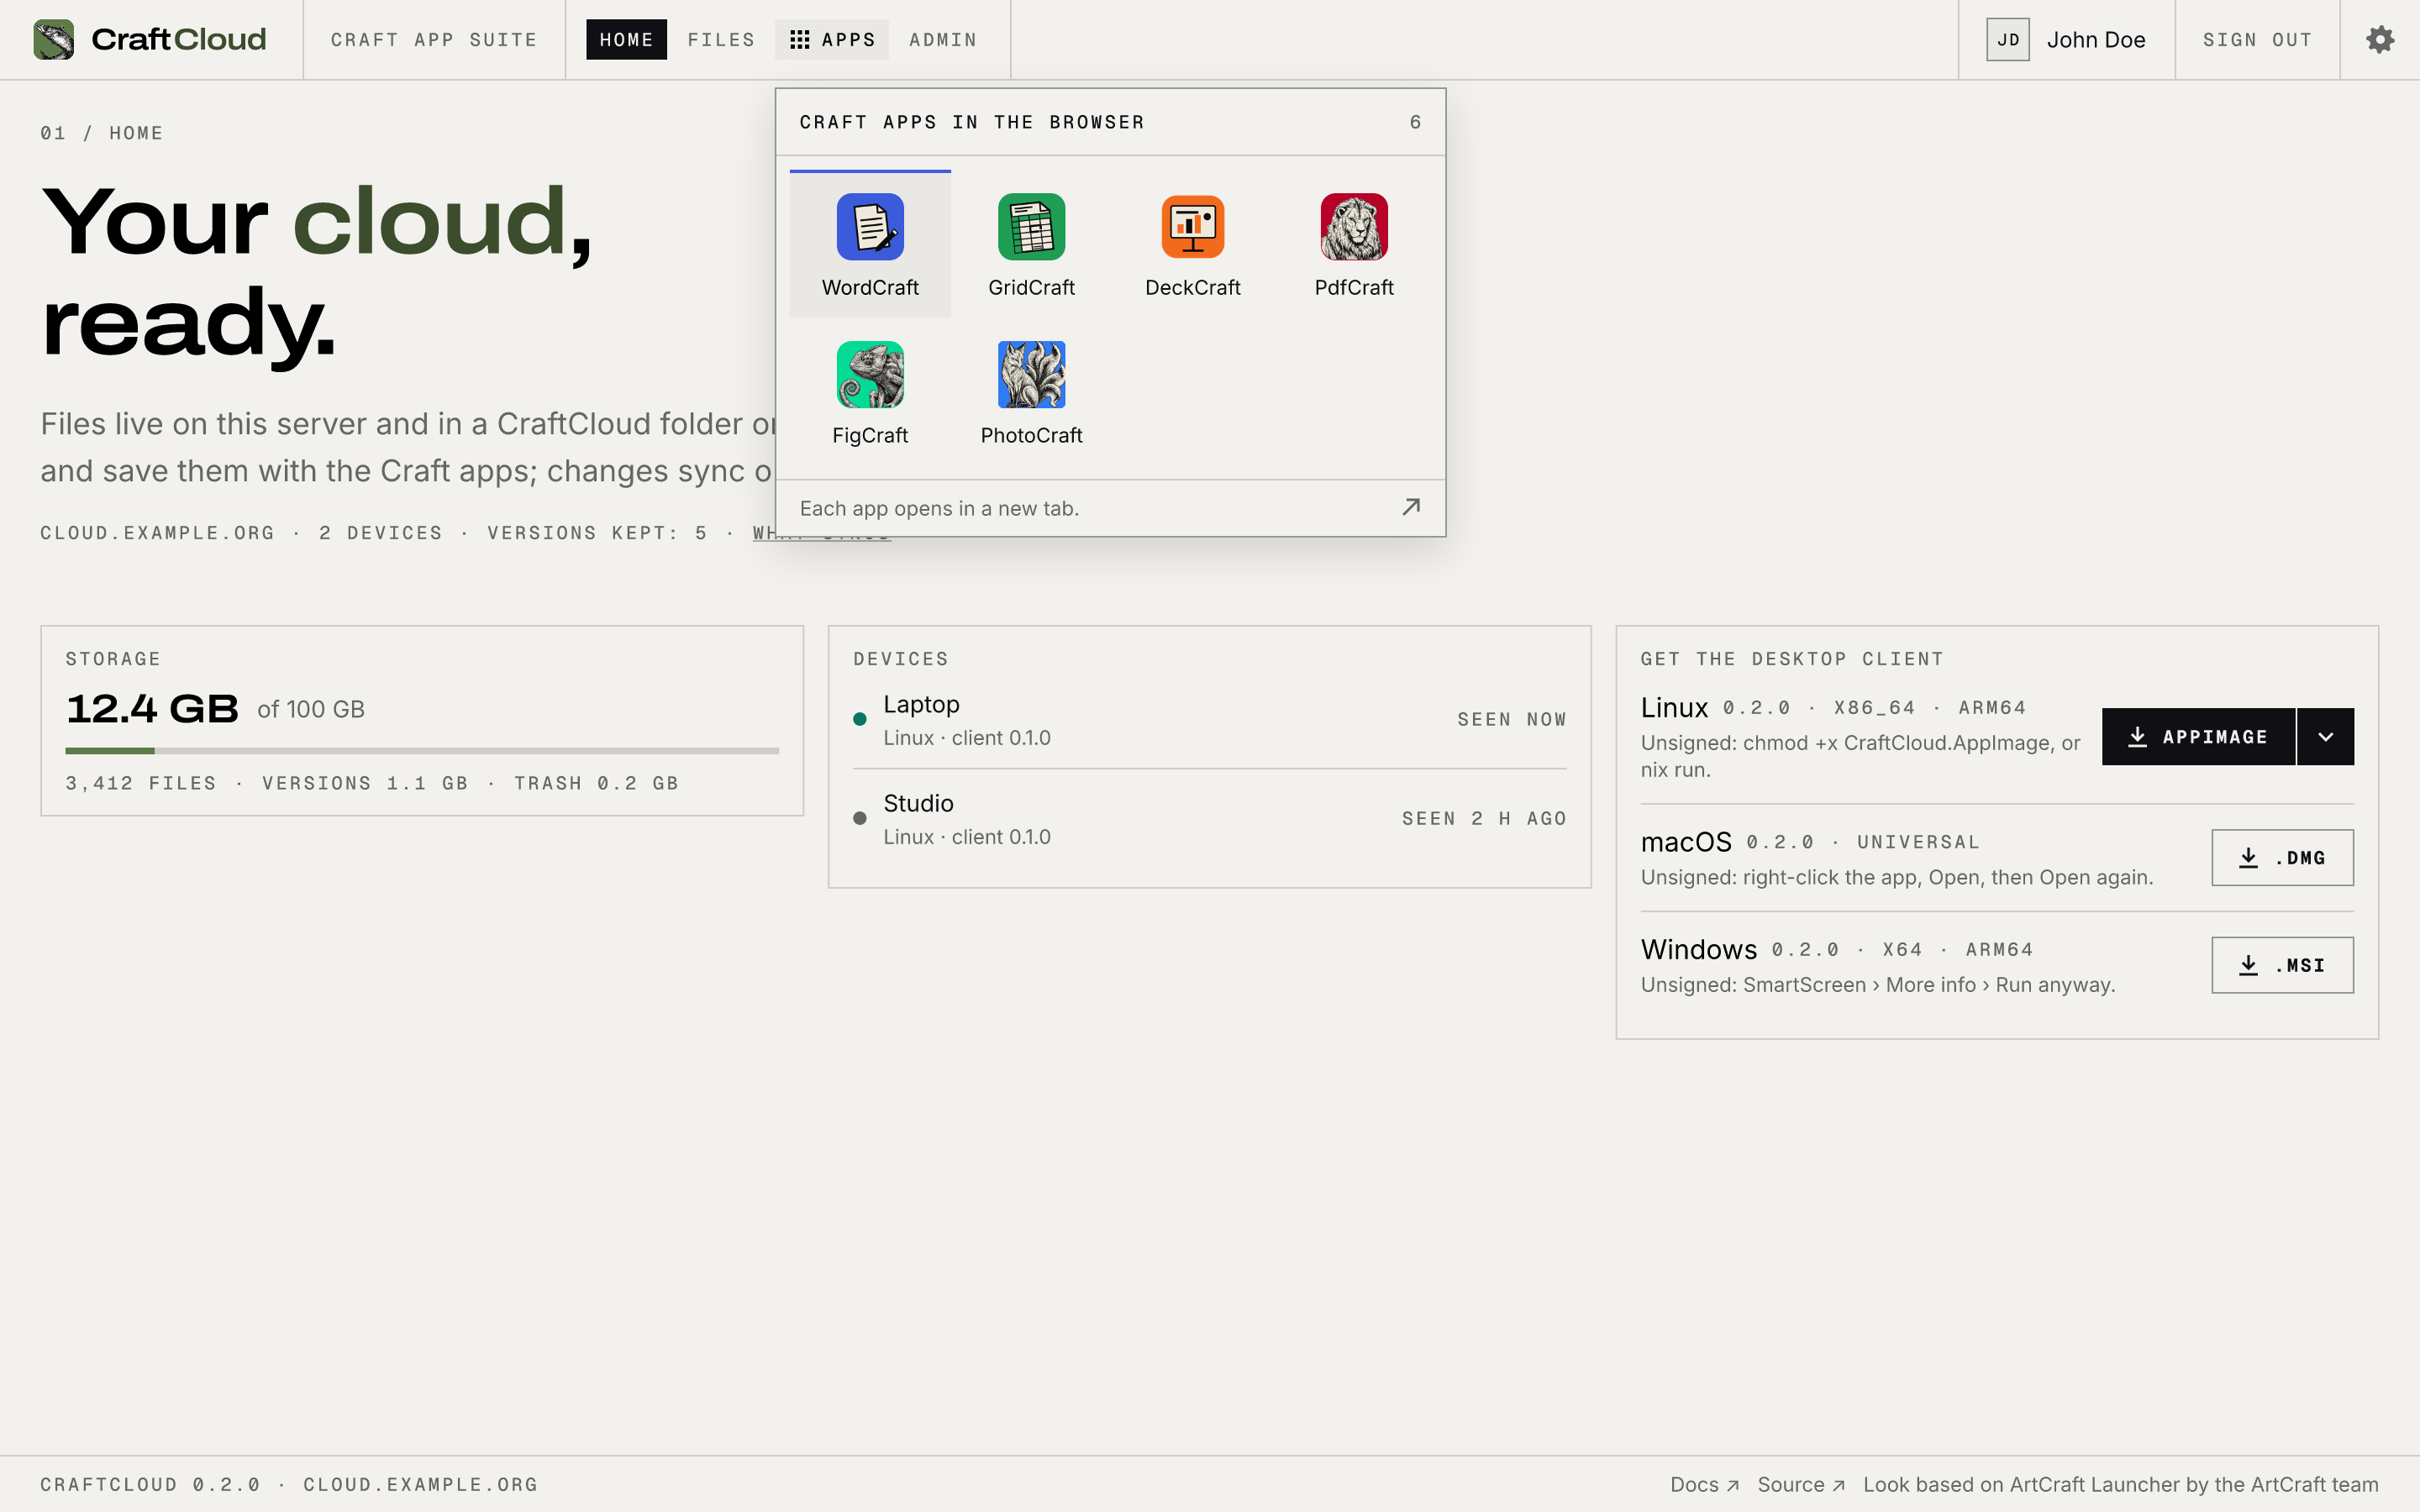 CraftCloud
CRAFT APP SUITE
HOME
FILES
APPS
ADMIN
JD
John Doe
SIGN OUT
01 / HOME
Your cloud,
ready.
Files live on this server and in a CraftCloud folder
and save them with the Craft apps; changes sync
CLOUD.EXAMPLE.ORG · 2 DEVICES · VERSIONS KEPT: 5 ·
CRAFT APPS IN THE BROWSER
6
WordCraft
GridCraft
DeckCraft
PdfCraft
FigCraft
PhotoCraft
Each app opens in a new tab.
STORAGE
12.4 GB of 100 GB
3,412 FILES · VERSIONS 1.1 GB · TRASH 0.2 GB
DEVICES
Laptop
Linux · client 0.1.0
SEEN NOW
Studio
Linux · client 0.1.0
SEEN 2 H AGO
GET THE DESKTOP CLIENT
Linux 0.2.0 · X86_64 · ARM64
Unsigned: chmod +x CraftCloud.AppImage, or
nix run.
APPIMAGE
macOS 0.2.0 · UNIVERSAL
Unsigned: right-click the app, Open, then Open again.
.DMG
Windows 0.2.0 · X64 · ARM64
Unsigned: SmartScreen › More info › Run anyway.
.MSI
CRAFTCLOUD 0.2.0 · CLOUD.EXAMPLE.ORG
Docs ↗ Source ↗ Look based on ArtCraft Launcher by the ArtCraft team